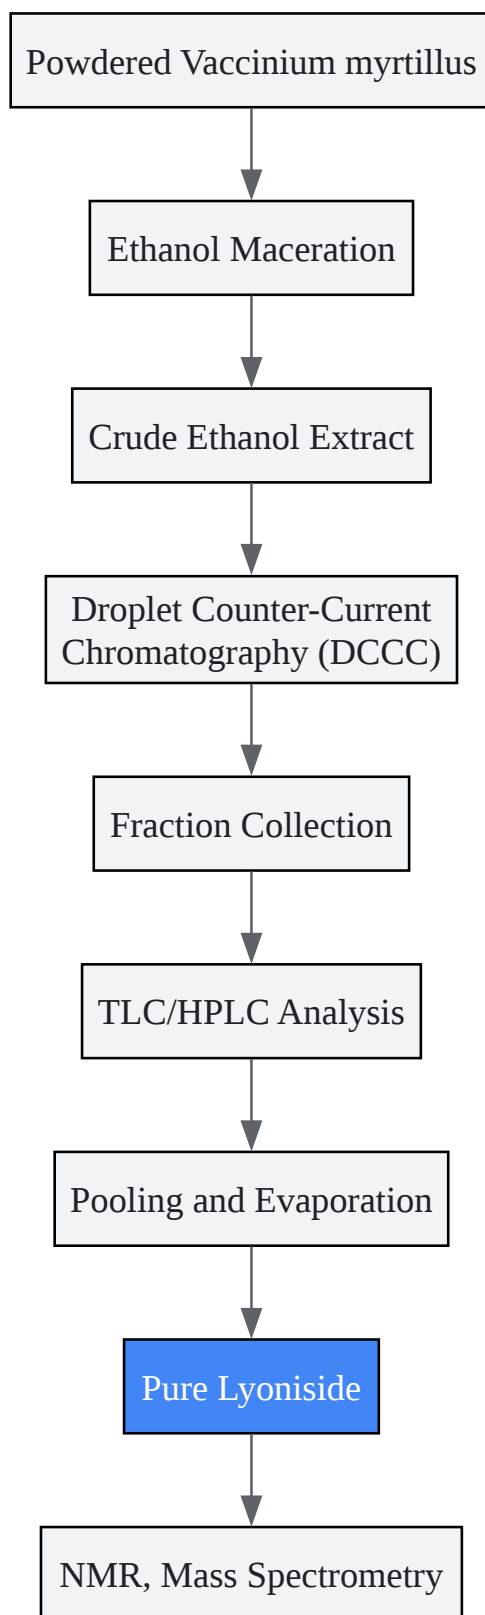 Powdered Vaccinium myrtillus
Ethanol Maceration
Crude Ethanol Extract
Droplet Counter-Current
Chromatography (DCCC)
Fraction Collection
TLC/HPLC Analysis
Pooling and Evaporation
Pure Lyoniside
NMR, Mass Spectrometry